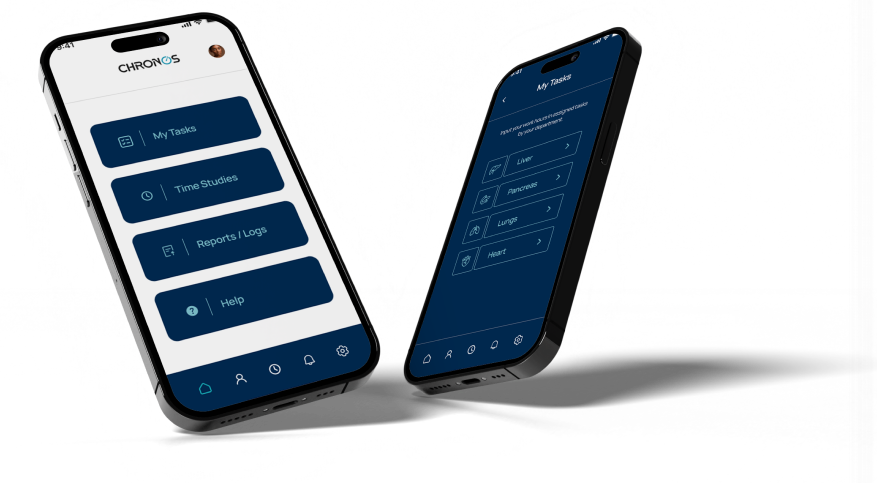 9:41
CHRONOS
My Tasks
Time Studies
Reports / Logs
Help
9:41
My Tasks
Input your work hours in assigned tasks
by your department.
Liver
Pancreas
Lungs
Heart